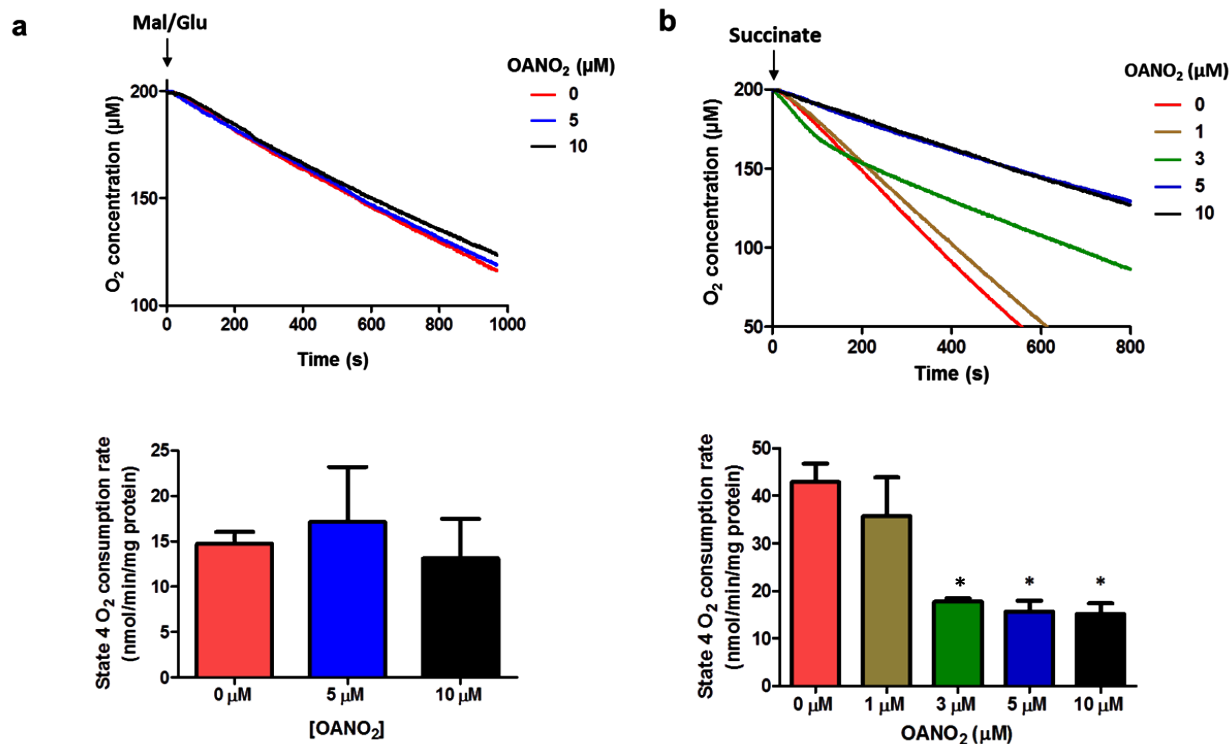 a
Mal/Glu
OANO₂ (µM)
0
5
10
200
150
100
O₂ concentration (µM)
0 200 400 600 800 1000
Time (s)
b
Succinate
OANO₂ (µM)
0
1
3
5
10
200
150
100
50
O₂ concentration (µM)
0 200 400 600 800
Time (s)
State 4 O₂ consumption rate
(nmol/min/mg protein)
25
20
15
10
5
0
0 µM 5 µM 10 µM
[OANO₂]
State 4 O₂ consumption rate
(nmol/min/mg protein)
50
40
30
20
10
0
* * *
0 µM 1 µM 3 µM 5 µM 10 µM
OANO₂ (µM)